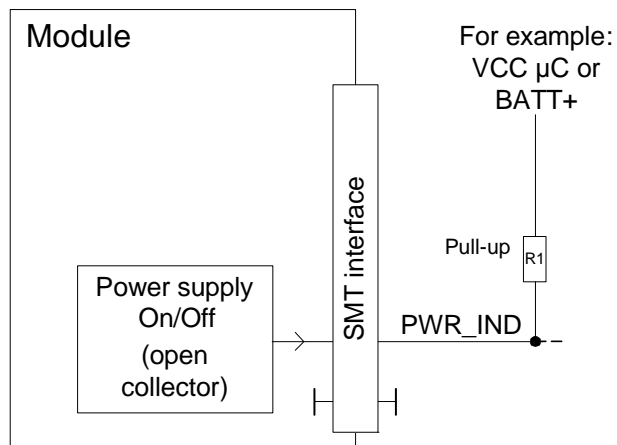 Module
For example:
VCC µC or
BATT+
Pull-up
R1
Power supply
On/Off
(open
collector)
SMT interface
PWR_IND